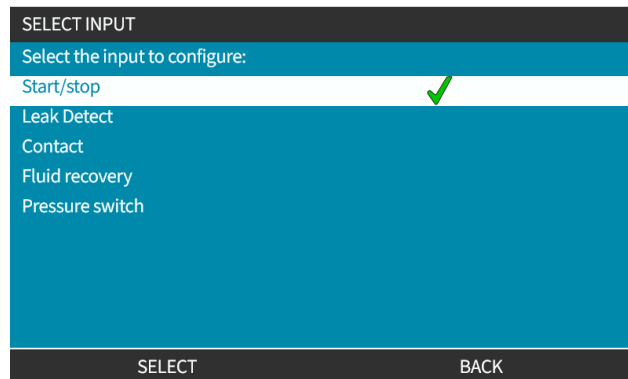 SELECT INPUT
Select the input to configure:
Start/stop
Leak Detect
Contact
Fluid recovery
Pressure switch
SELECT BACK